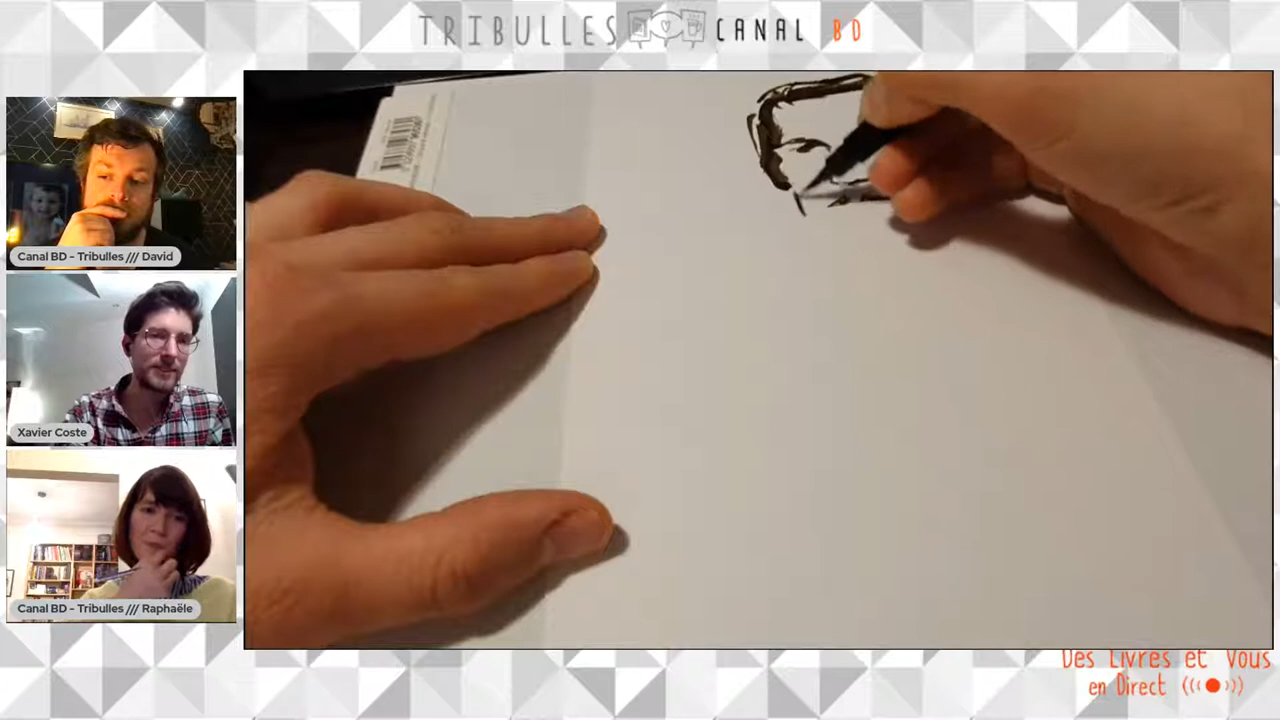 TRIBULLES CANAL BD
Canal BD - Tribulles /// David
Xavier Coste
Canal BD - Tribulles /// Raphaële
Des Livres et Vous
en Direct